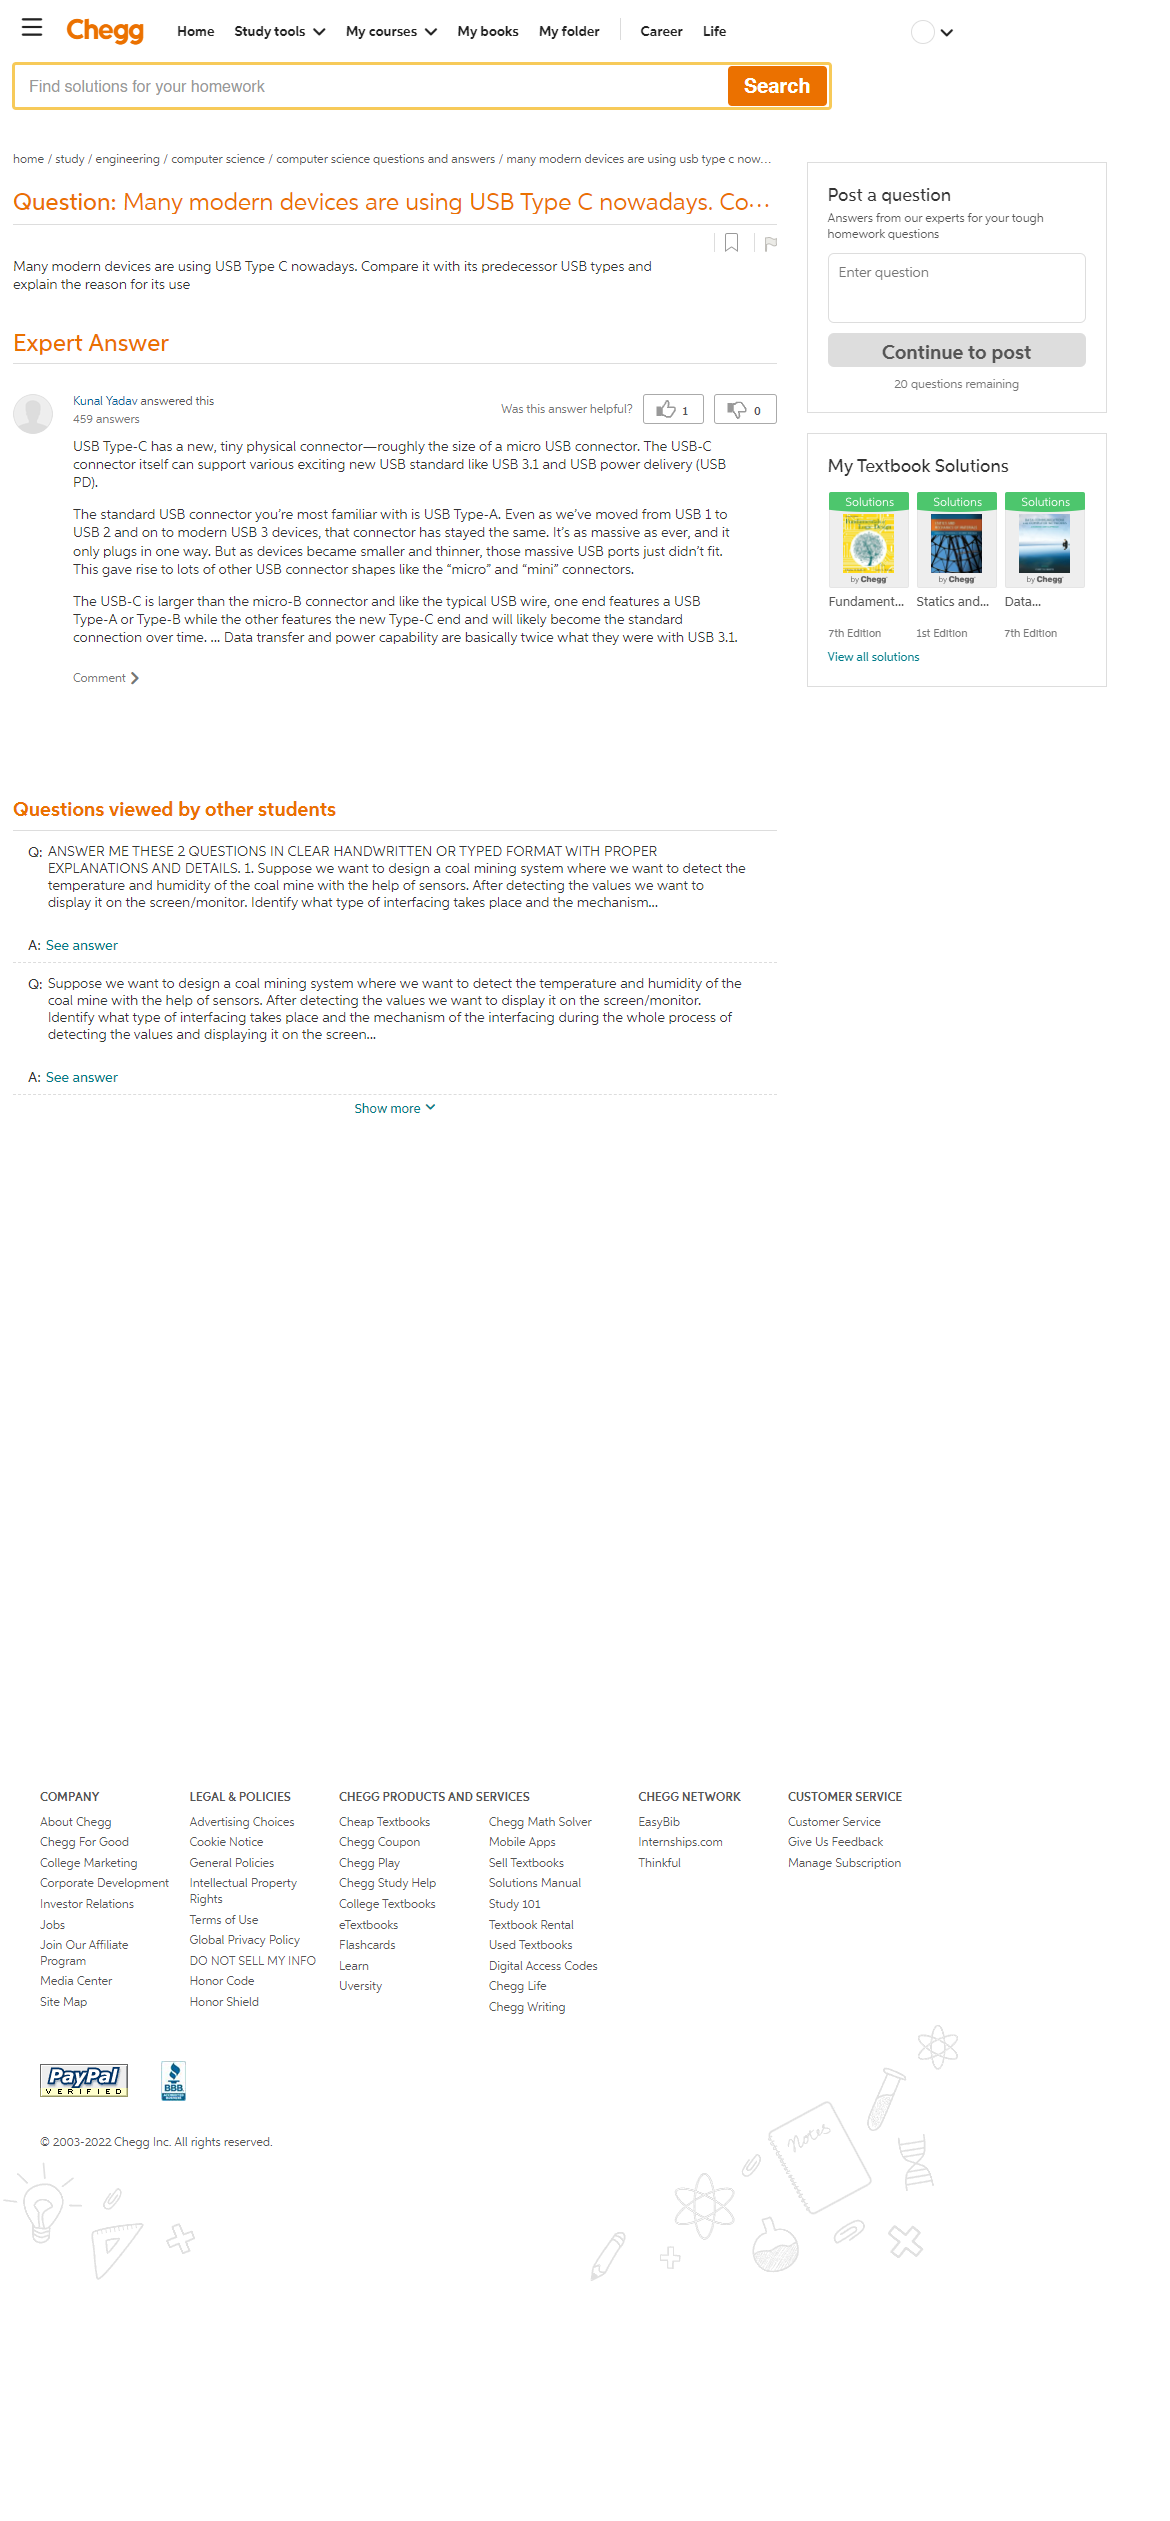 Chegg
Home Study tools My courses My books My folder Career Life
Find solutions for your homework
Search
home / study / engineering / computer science / computer science questions and answers / many modern devices are using usb type c now...
Question: Many modern devices are using USB Type C nowadays. Co...
Many modern devices are using USB Type C nowadays. Compare it with its predecessor USB types and
explain the reason for its use
Expert Answer
Kunal Yadav answered this
459 answers
Was this answer helpful?
1
0
USB Type-C has a new, tiny physical connector—roughly the size of a micro USB connector. The USB-C
connector itself can support various exciting new USB standard like USB 3.1 and USB power delivery (USB
PD).
The standard USB connector you're most familiar with is USB Type-A. Even as we've moved from USB 1 to
USB 2 and on to modern USB 3 devices, that connector has stayed the same. It's as massive as ever, and it
only plugs in one way. But as devices became smaller and thinner, those massive USB ports just didn't fit.
This gave rise to lots of other USB connector shapes like the “micro” and “mini” connectors.
The USB-C is larger than the micro-B connector and like the typical USB wire, one end features a USB
Type-A or Type-B while the other features the new Type-C end and will likely become the standard
connection over time. ... Data transfer and power capability are basically twice what they were with USB 3.1.
Comment
Post a question
Answers from our experts for your tough
homework questions
Enter question
Continue to post
20 questions remaining
My Textbook Solutions
Solutions Solutions Solutions
Fundamentals of
Logic Design
by Chegg by Chegg by Chegg
Fundament... Statics and... Data...
7th Edition 1st Edition 7th Edition
View all solutions
Questions viewed by other students
Q: ANSWER ME THESE 2 QUESTIONS IN CLEAR HANDWRITTEN OR TYPED FORMAT WITH PROPER
EXPLANATIONS AND DETAILS. 1. Suppose we want to design a coal mining system where we want to detect the
temperature and humidity of the coal mine with the help of sensors. After detecting the values we want to
display it on the screen/monitor. Identify what type of interfacing takes place and the mechanism...
A: See answer
Q: Suppose we want to design a coal mining system where we want to detect the temperature and humidity of the
coal mine with the help of sensors. After detecting the values we want to display it on the screen/monitor.
Identify what type of interfacing takes place and the mechanism of the interfacing during the whole process of
detecting the values and displaying it on the screen...
A: See answer
Show more
COMPANY
About Chegg
Chegg For Good
College Marketing
Corporate Development
Investor Relations
Jobs
Join Our Affiliate
Program
Media Center
Site Map
LEGAL & POLICIES
Advertising Choices
Cookie Notice
General Policies
Intellectual Property
Rights
Terms of Use
Global Privacy Policy
DO NOT SELL MY INFO
Honor Code
Honor Shield
CHEGG PRODUCTS AND SERVICES
Cheap Textbooks
Chegg Coupon
Chegg Play
Chegg Study Help
College Textbooks
eTextbooks
Flashcards
Learn
Uversity
Chegg Math Solver
Mobile Apps
Sell Textbooks
Solutions Manual
Study 101
Textbook Rental
Used Textbooks
Digital Access Codes
Chegg Life
Chegg Writing
CHEGG NETWORK
EasyBib
Internships.com
Thinkful
CUSTOMER SERVICE
Customer Service
Give Us Feedback
Manage Subscription
PayPal
VERIFIED
BBB
© 2003-2022 Chegg Inc. All rights reserved.
Notes